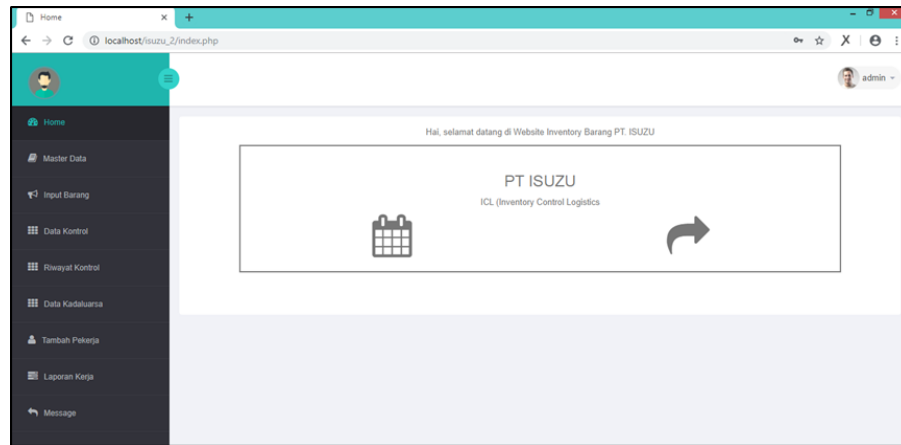 Home
localhost/isuzu_2/index.php
admin
Home
Master Data
Input Barang
Data Kontrol
Riwayat Kontrol
Data Kadaluarsa
Tambah Pekerja
Laporan Kerja
Message
Hai, selamat datang di Website Inventory Barang PT. ISUZU
PT ISUZU
ICL (Inventory Control Logistics